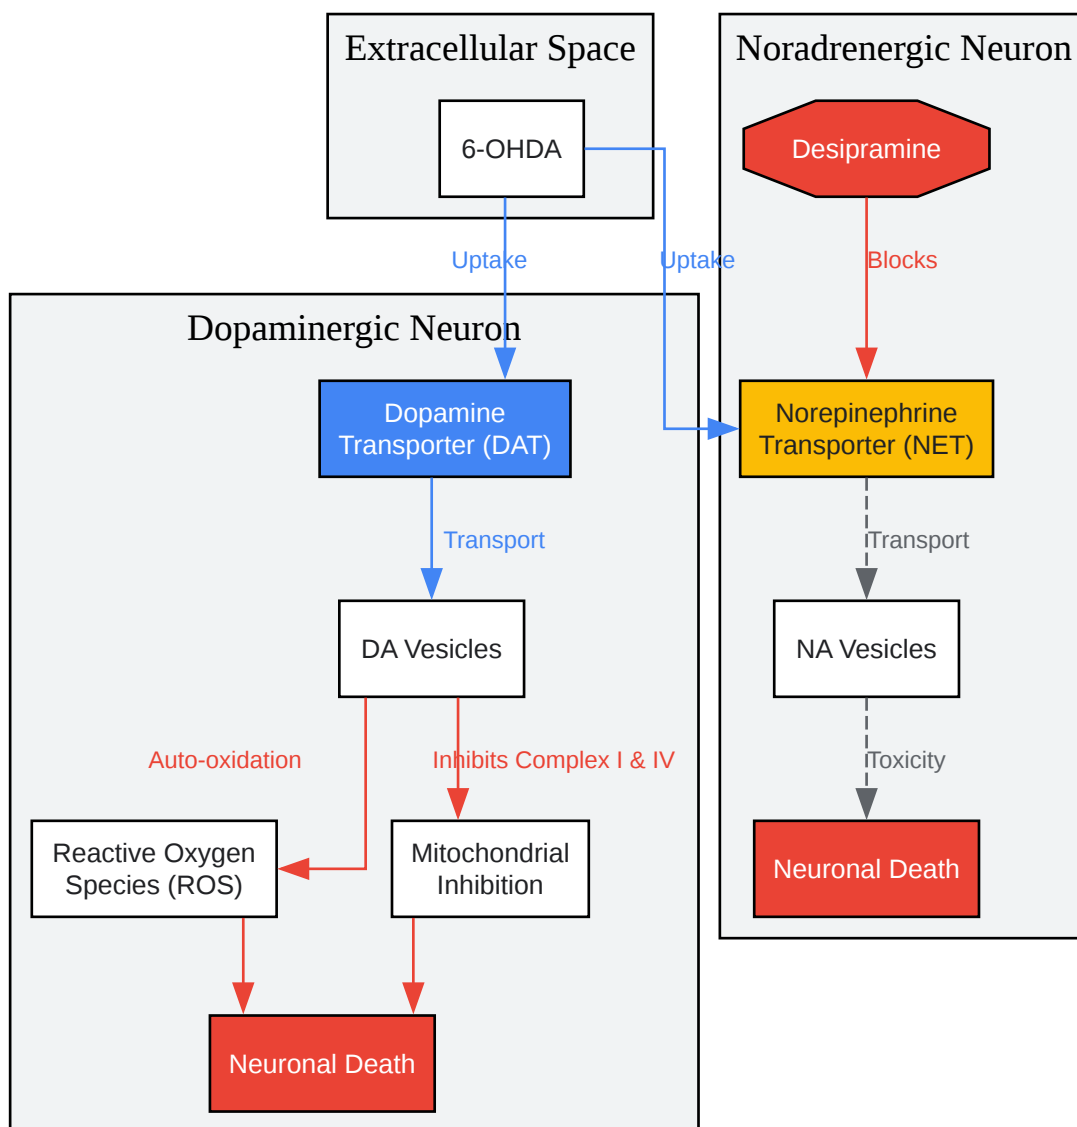 Extracellular Space
Noradrenergic Neuron
6-OHDA
Desipramine
Uptake
Uptake
Blocks
Dopaminergic Neuron
Dopamine
Transporter (DAT)
Norepinephrine
Transporter (NET)
Transport
Transport
DA Vesicles
NA Vesicles
Auto-oxidation
Inhibits Complex I & IV
Toxicity
Reactive Oxygen
Species (ROS)
Mitochondrial
Inhibition
Neuronal Death
Neuronal Death